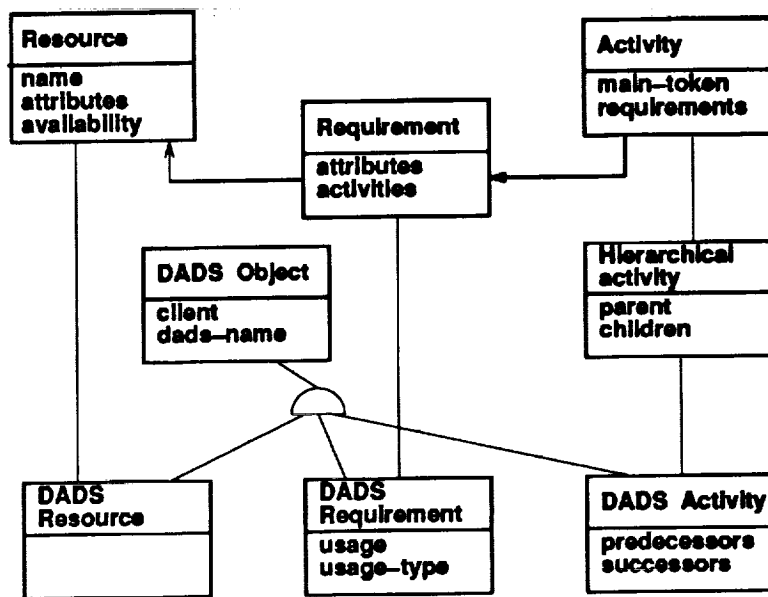 Resource
name
attributes
availability
Activity
main-token
requirements
Requirement
attributes
activities
DADS Object
client
dads-name
Hierarchical
activity
parent
children
DADS
Resource
DADS
Requirement
usage
usage-type
DADS Activity
predecessors
successors